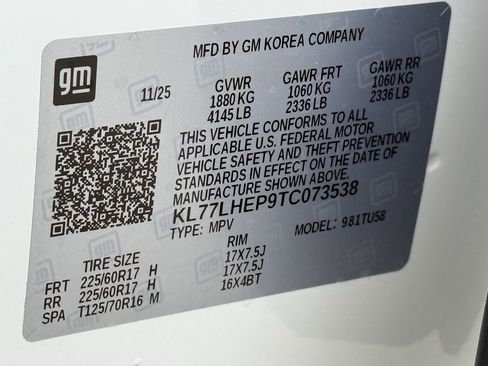 MFD BY GM KOREA COMPANY
gm
11/25 GVWR GAWR FRT GAWR RR
1880 KG 1060 KG 1060 KG
4145 LB 2336 LB 2336 LB
THIS VEHICLE CONFORMS TO ALL
APPLICABLE U.S. FEDERAL MOTOR
VEHICLE SAFETY AND THEFT PREVENTION
STANDARDS IN EFFECT ON THE DATE OF
MANUFACTURE SHOWN ABOVE.
KL77LHEP9TC073538
TYPE: MPV MODEL: 981TU58
TIRE SIZE RIM
FRT 225/60R17 H 17X7.5J
RR 225/60R17 H 17X7.5J
SPA T125/70R16 M 16X4BT